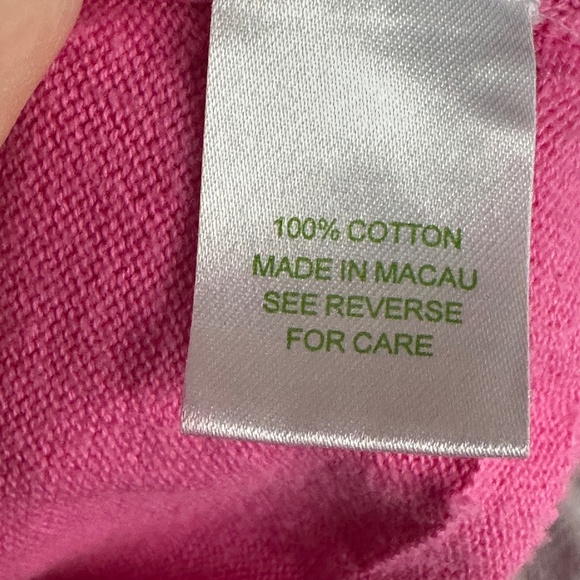 100% COTTON
MADE IN MACAU
SEE REVERSE
FOR CARE